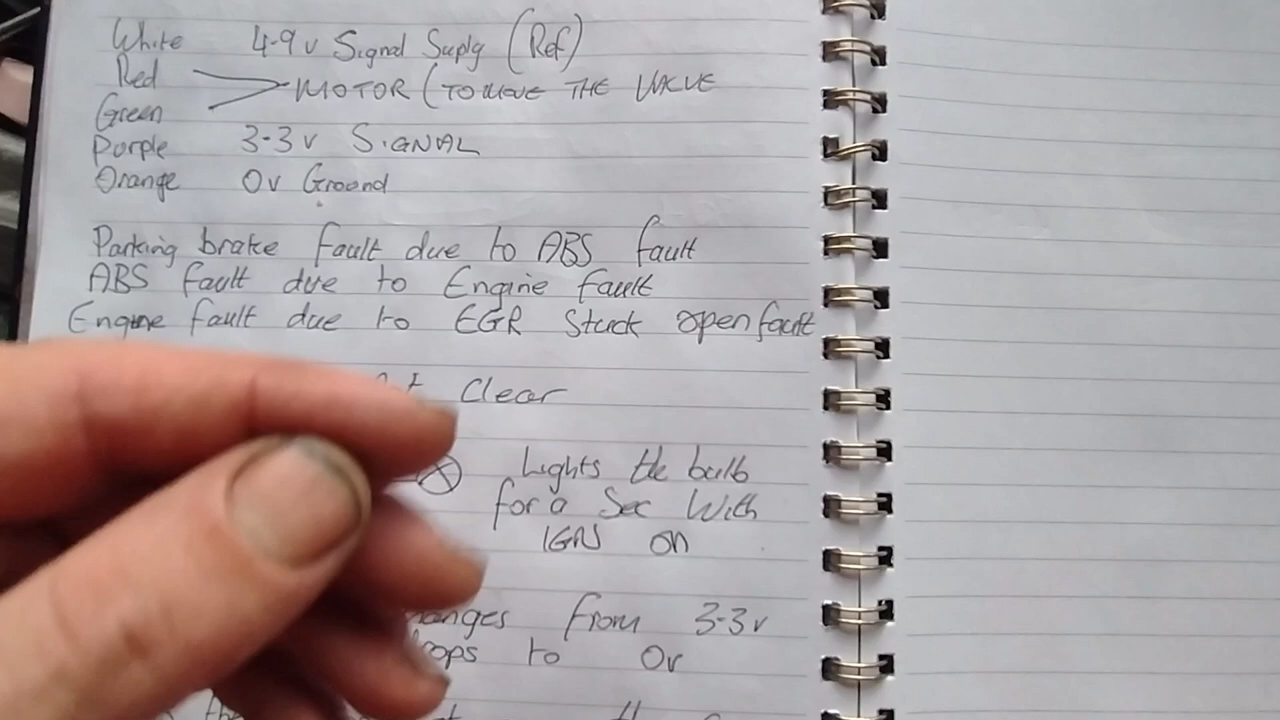 White 4-9v Signal Suply (Ref)
Red
MOTOR (TO MOVE THE VALVE
Green
Purple 3-3v SIGNAL
Orange 0v Ground
Parking brake fault due to ABS fault
ABS fault due to Engine fault
Engine fault due to EGR Stuck open fault
Clear
Lights the bulb
for a Sec With
IGN on
from 3-3v
to 0v